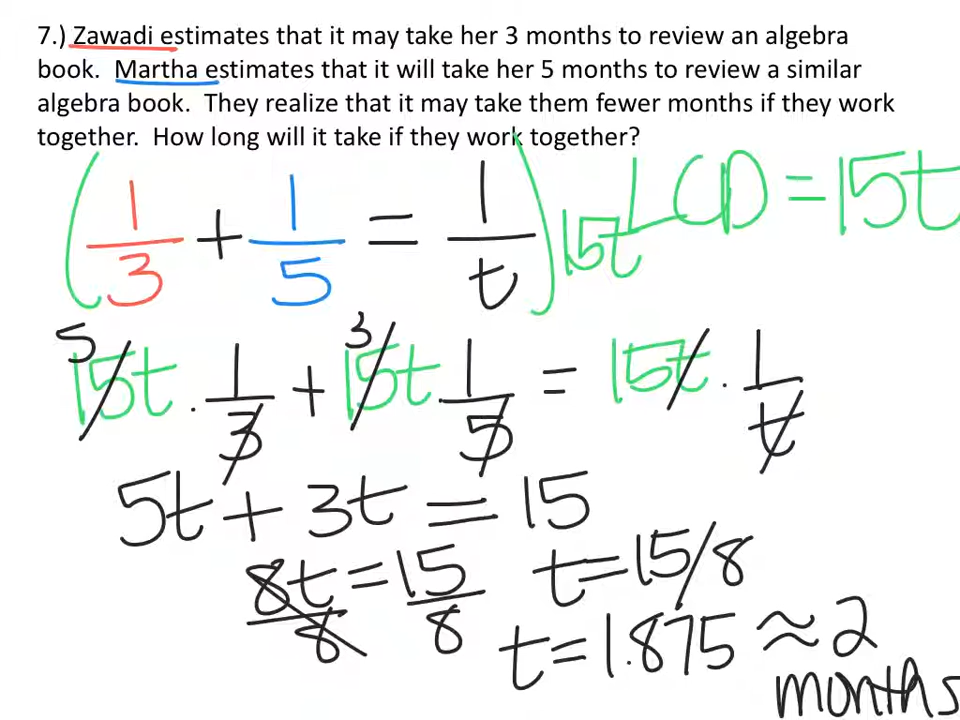 7.) Zawadi estimates that it may take her 3 months to review an algebra
book. Martha estimates that it will take her 5 months to review a similar
algebra book. They realize that it may take them fewer months if they work
together. How long will it take if they work together?
(1/3 + 1/5 = 1/t) 15t LCD = 15t
5 3
15t · 1/3 + 15t 1/5 = 15t · 1/t
5t + 3t = 15
8t/8 = 15/8 t = 15/8
t = 1.875 ≈ 2
months